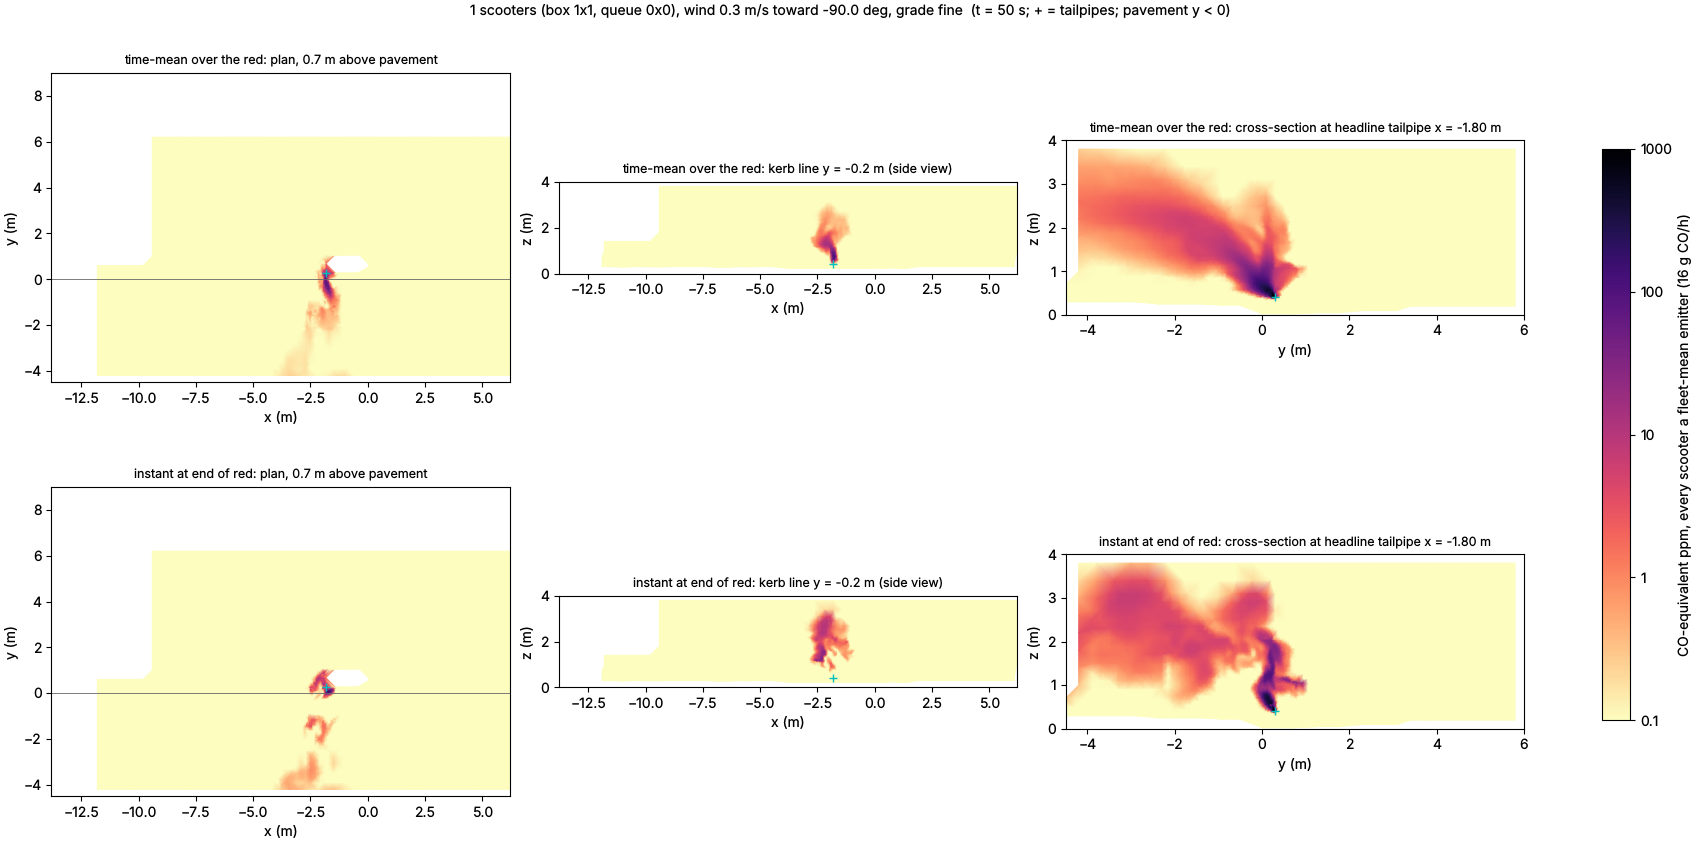 1 scooters (box 1x1, queue 0x0), wind 0.3 m/s toward -90.0 deg, grade fine  (t = 50 s; + = tailpipes; pavement y < 0)
time-mean over the red: plan, 0.7 m above pavement
8
6
4
2
0
−2
−4
y (m)
−12.5 −10.0 −7.5 −5.0 −2.5 0.0 2.5 5.0
x (m)
time-mean over the red: kerb line y = -0.2 m (side view)
4
2
0
z (m)
−12.5 −10.0 −7.5 −5.0 −2.5 0.0 2.5 5.0
x (m)
time-mean over the red: cross-section at headline tailpipe x = -1.80 m
4
3
2
1
0
z (m)
−4 −2 0 2 4 6
y (m)
instant at end of red: plan, 0.7 m above pavement
8
6
4
2
0
−2
−4
y (m)
−12.5 −10.0 −7.5 −5.0 −2.5 0.0 2.5 5.0
x (m)
instant at end of red: kerb line y = -0.2 m (side view)
4
2
0
z (m)
−12.5 −10.0 −7.5 −5.0 −2.5 0.0 2.5 5.0
x (m)
instant at end of red: cross-section at headline tailpipe x = -1.80 m
4
3
2
1
0
z (m)
−4 −2 0 2 4 6
y (m)
1000
100
10
1
0.1
CO-equivalent ppm, every scooter a fleet-mean emitter (16 g CO/h)